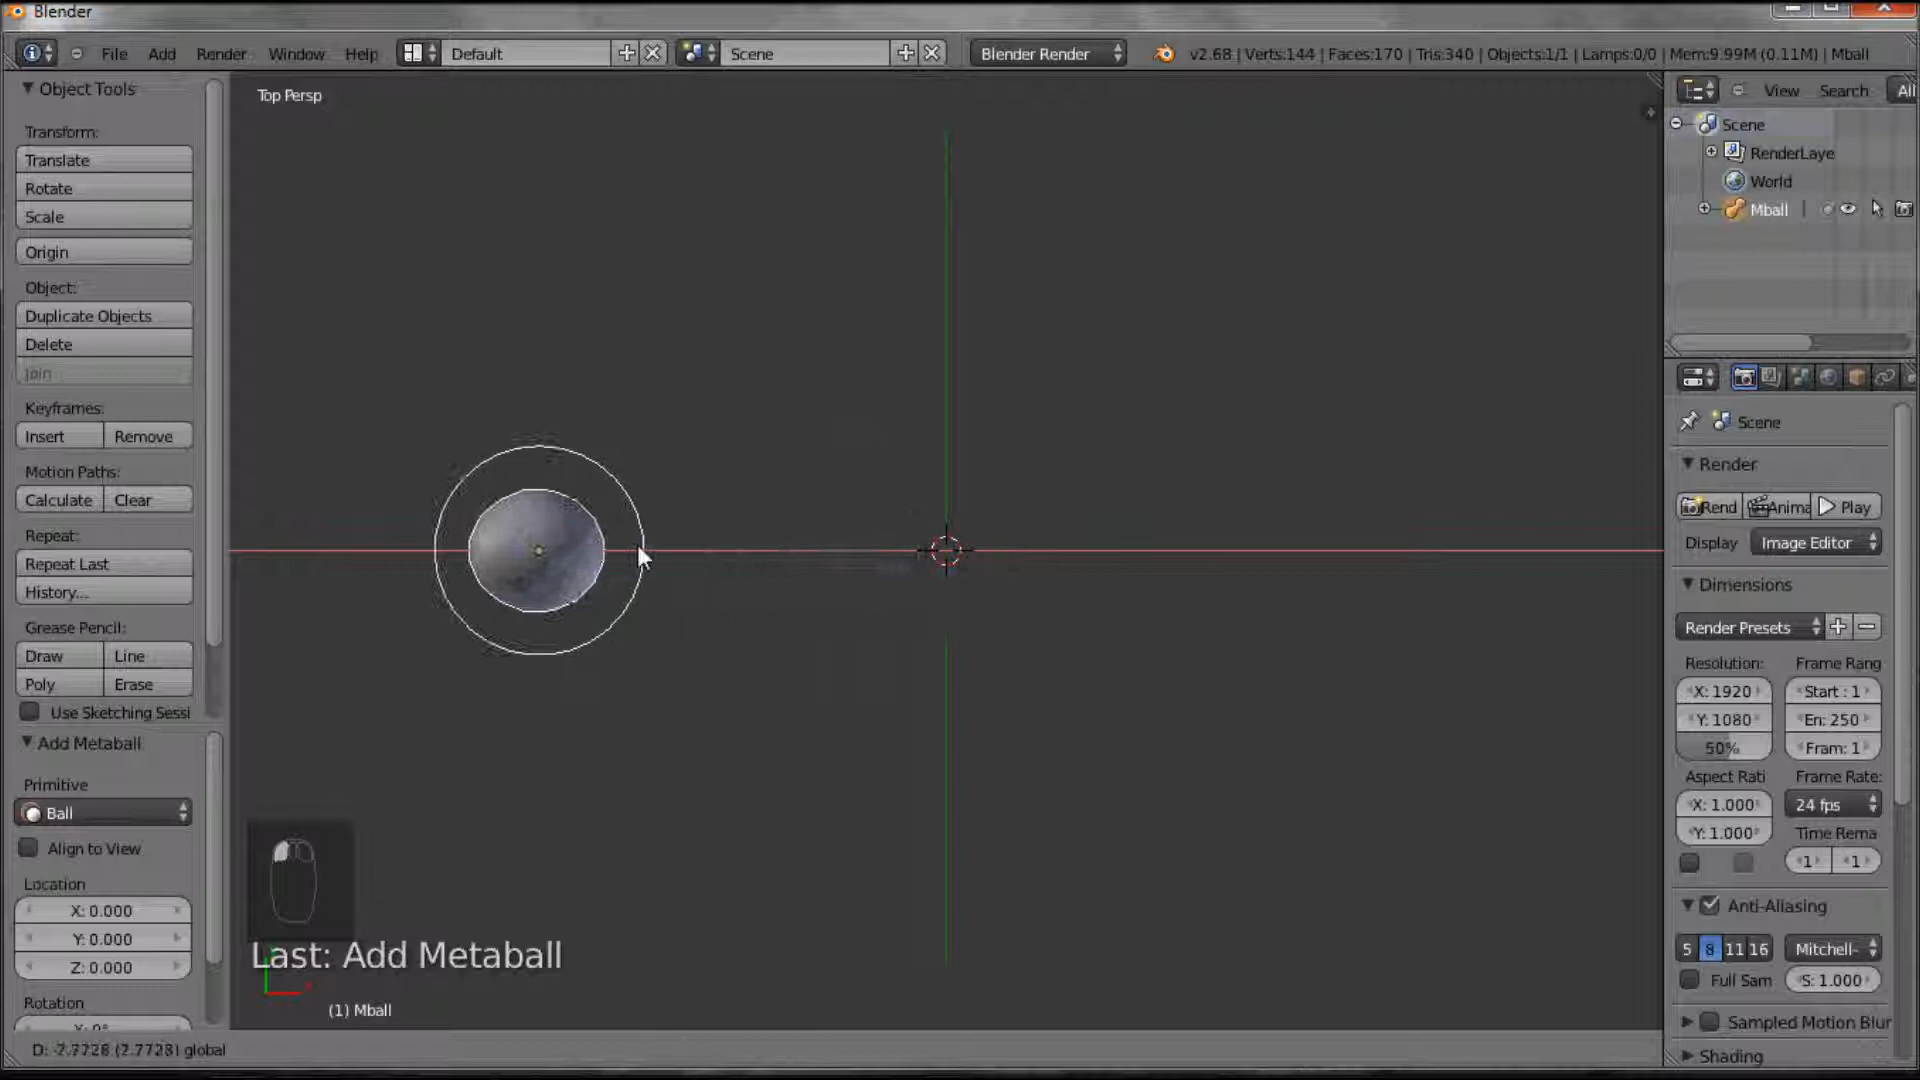 Blender
File Add Render Window Help Default Scene Blender Render v2.68 | Verts:144 | Faces:170 | Tris:340 | Objects:1/1 | Lamps:0/0 | Mem:9.99M (0.11M) | Mball
Object Tools
Transform:
Translate
Rotate
Scale
Origin
Object:
Duplicate Objects
Delete
Join
Keyframes:
Insert Remove
Motion Paths:
Calculate Clear
Repeat:
Repeat Last
History...
Grease Pencil:
Draw Line
Poly Erase
Use Sketching Sessi
Add Metaball
Primitive
Ball
Align to View
Location
X: 0.000
Y: 0.000
Z: 0.000
Rotation
X: 0°
Top Persp
Last: Add Metaball
(1) Mball
D: -2.7728 (2.7728) global
View Search All
Scene
RenderLaye
World
Mball
Scene
Render
Rend Anima Play
Display Image Editor
Dimensions
Render Presets
Resolution: Frame Rang
X: 1920 Start : 1
Y: 1080 En: 250
50% Fram: 1
Aspect Rati Frame Rate:
X: 1.000 24 fps
Y: 1.000 Time Rema
1 1
Anti-Aliasing
5 8 11 16 Mitchell-
Full Sam S: 1.000
Sampled Motion Blur
Shading